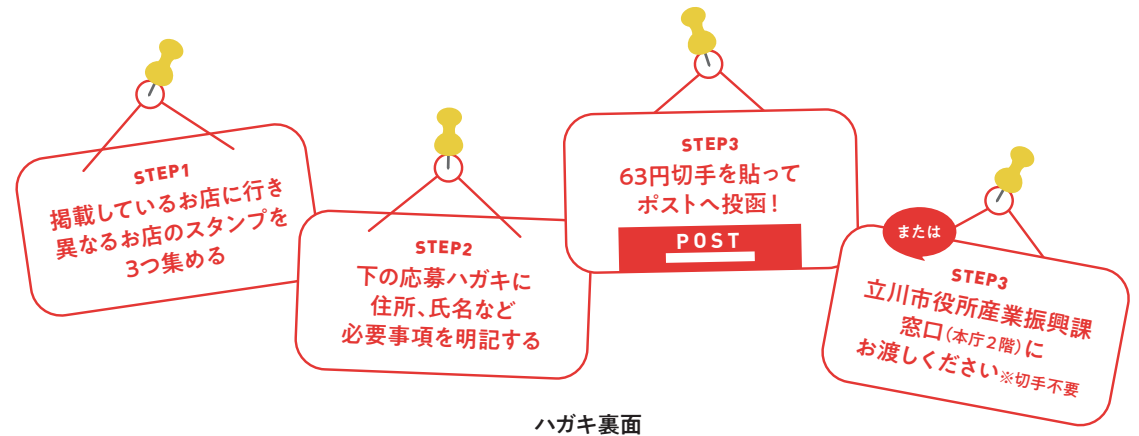 STEP1
掲載しているお店に行き
異なるお店のスタンプを
3つ集める
STEP2
下の応募ハガキに
住所、氏名など
必要事項を明記する
STEP3
63円切手を貼って
ポストへ投函！
POST
または
STEP3
立川市役所産業振興課
窓口（本庁2階）に
お渡しください※切手不要
ハガキ裏面